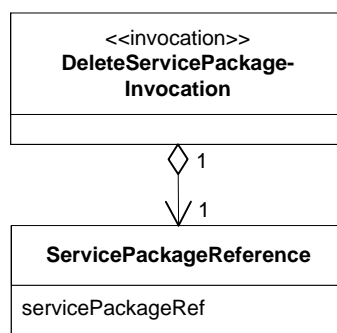 <<invocation>>
DeleteServicePackage-
Invocation
1
1
ServicePackageReference
servicePackageRef